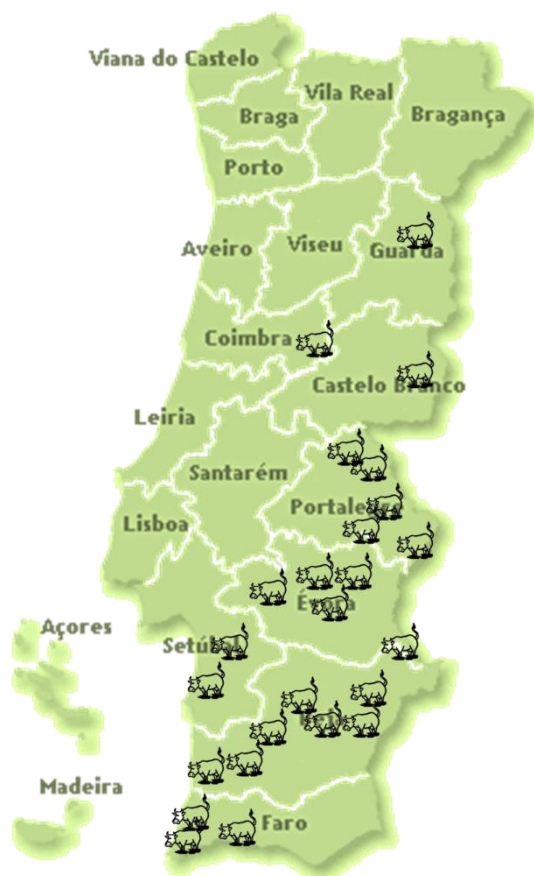 Viana do Castelo
Vila Real
Bragança
Braga
Porto
Aveiro
Viseu
Guarda
Coimbra
Castelo Branco
Leiria
Santarém
Portalegre
Lisboa
Évora
Açores
Setúbal
Beja
Madeira
Faro